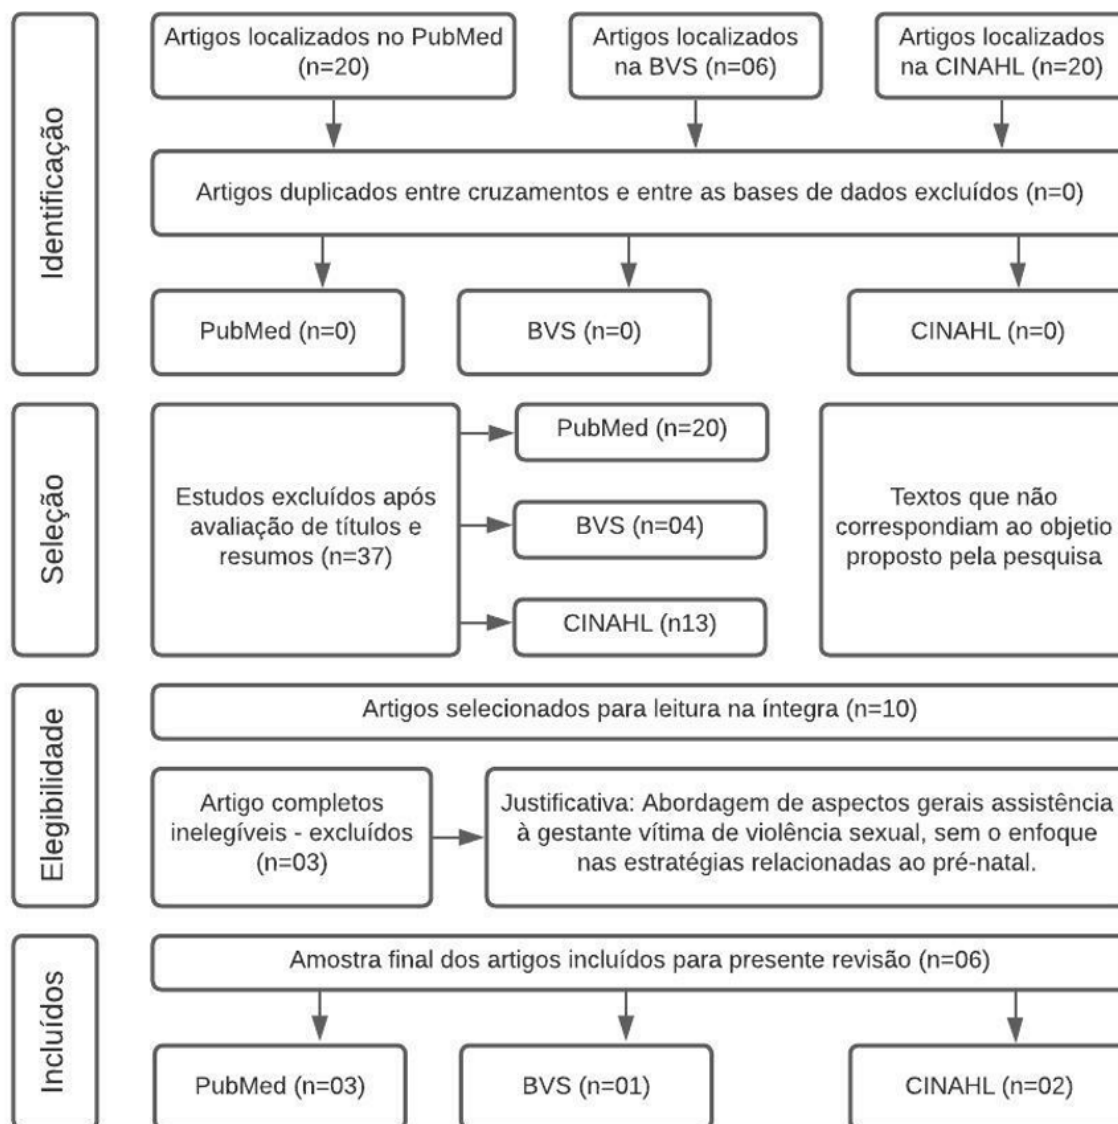 Identificação
Artigos localizados no PubMed
(n=20)
Artigos localizados
na BVS (n=06)
Artigos localizados
na CINAHL (n=20)
Artigos duplicados entre cruzamentos e entre as bases de dados excluídos (n=0)
PubMed (n=0)
BVS (n=0)
CINAHL (n=0)
Seleção
Estudos excluídos após
avaliação de títulos e
resumos (n=37)
PubMed (n=20)
BVS (n=04)
CINAHL (n13)
Textos que não
correspondiam ao objetio
proposto pela pesquisa
Elegibilidade
Artigos selecionados para leitura na íntegra (n=10)
Artigo completos
inelegíveis - excluídos
(n=03)
Justificativa: Abordagem de aspectos gerais assistência
à gestante vítima de violência sexual, sem o enfoque
nas estratégias relacionadas ao pré-natal.
Incluídos
Amostra final dos artigos incluídos para presente revisão (n=06)
PubMed (n=03)
BVS (n=01)
CINAHL (n=02)